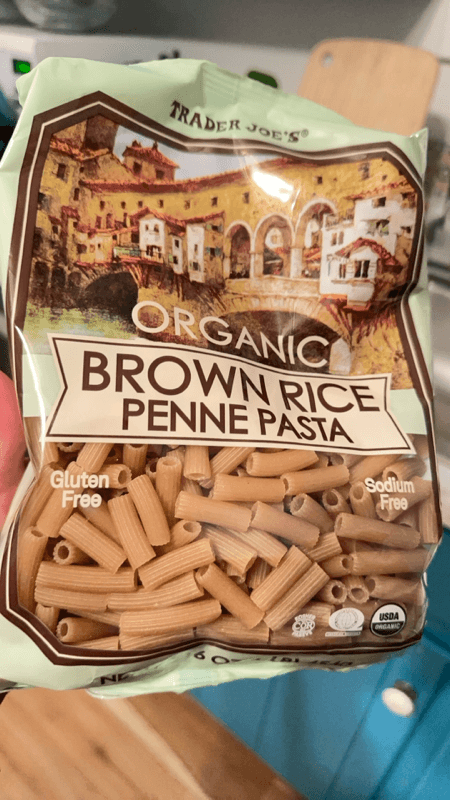 TRADER JOE'S®
ORGANIC
BROWN RICE
PENNE PASTA
Gluten
Free
Sodium
Free
USDA
ORGANIC